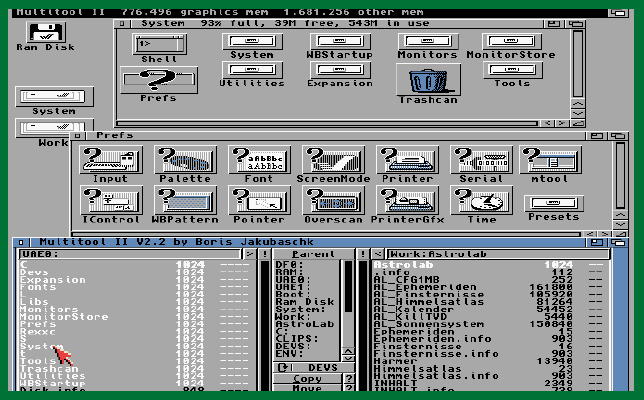 Multitool II  776.496 graphics mem  1.681.256 other mem
Ram Disk
System
Work
System  93% full, 39M free, 543M in use
Shell
System
WBStartup
Monitors
MonitorStore
Prefs
Utilities
Expansion
Trashcan
Tools
Prefs
Input
Palette
Font
ScreenMode
Printer
Serial
mtool
IControl
WBPattern
Pointer
Overscan
PrinterGfx
Time
Presets
Multitool II V2.2 by Boris Jakubaschk
UAE0:
> !
C 1024 ----
Devs 1024 ----
Expansion 1024 ----
Fonts 1024 ----
L 1024 ----
Libs 1024 ----
Monitors 1024 ----
MonitorStore 1024 ----
Prefs 1024 ----
Rexxc 1024 ----
S 1024 ----
System 1024 ----
t 1024 ----
Tools 1024 ----
Trashcan 1024 ----
Utilities 1024 ----
WBStartup 1024 ----
Disk.info 848 ----
Parent
DF0:
RAM:
UAE0:
UAE1:
Root:
Ram Disk
System:
Work:
AstroLab
C:
CLIPS:
DEVS:
ENV:
DEVS
Copy ?
Move ?
! < Work:Astrolab
Astrolab 1024 --
.info 112 --
AL_CFG1MB 252 --
AL_Ephemeriden 161800 --
AL_Finsternisse 105920 --
AL_Himmelsatlas 81264 --
AL_Kalender 54452 --
AL_KillTVD 5440 --
AL_Sonnensystem 150840 --
Ephemeriden 15 --
Ephemeriden.info 903 --
Finsternisse 16 --
Finsternisse.info 903 --
Harmer 13940 --
Himmelsatlas 23 --
Himmelsatlas.info 903 --
INHALT 2349 --
INHALT.info 739 --